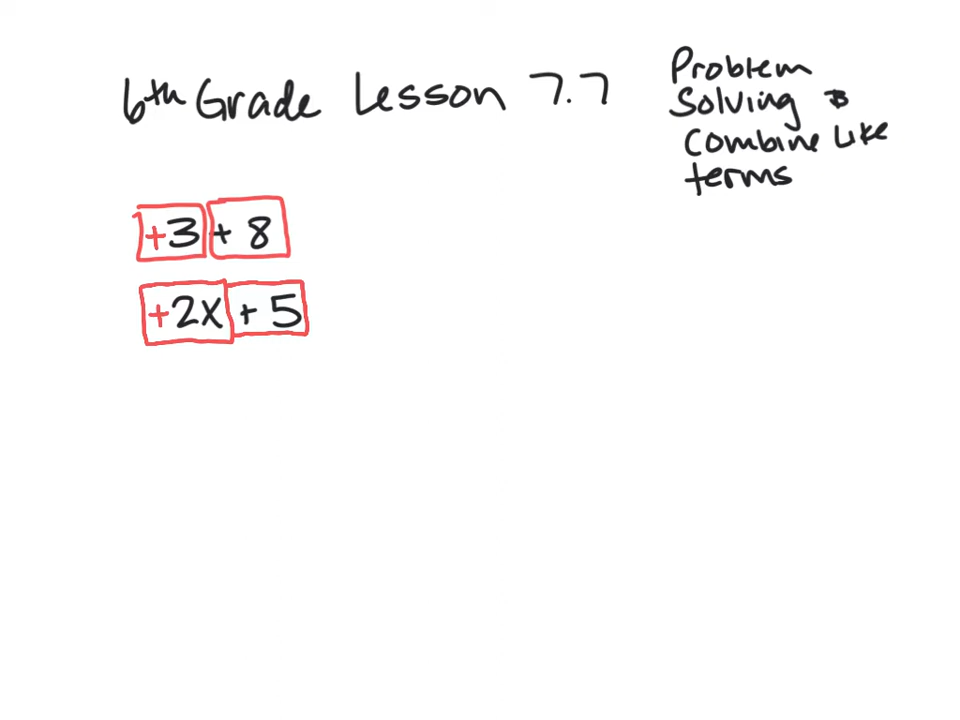 6th Grade Lesson 7.7
Problem
Solving
Combine Like
terms
+3 + 8
+2x + 5